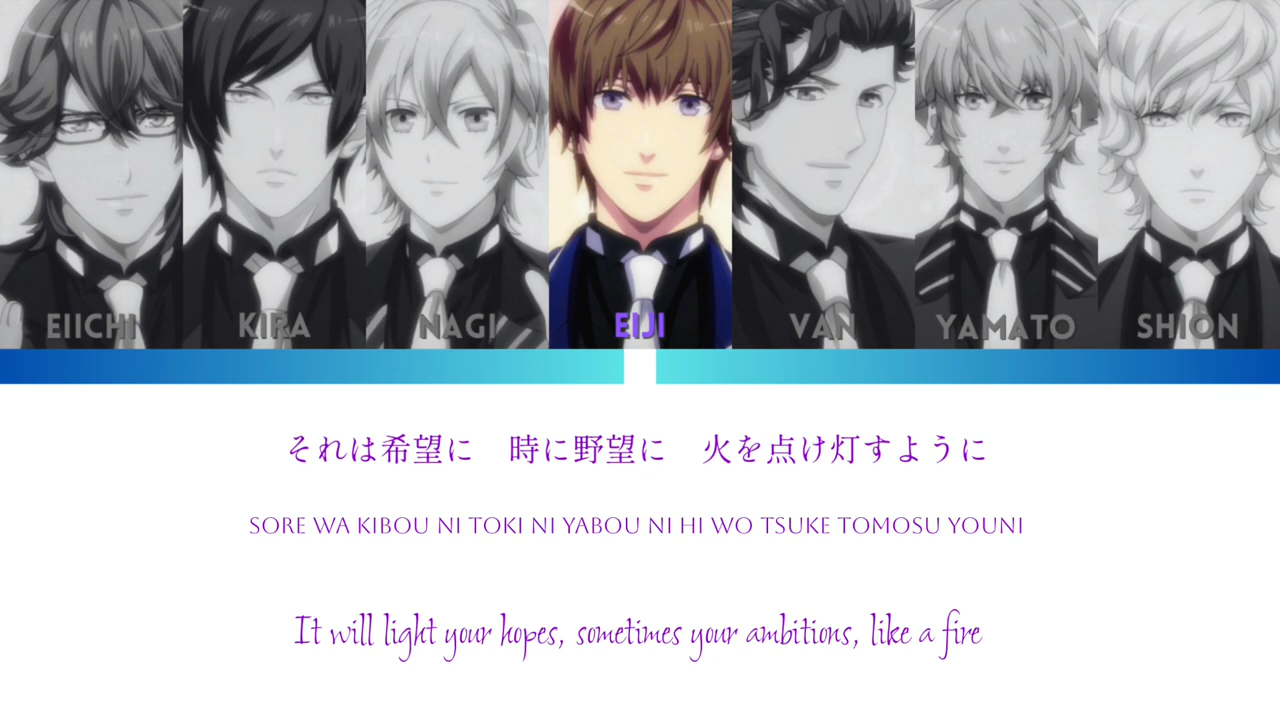 EIICHI KIRA NAGI EIJI VAN YAMATO SHION
それは希望に　時に野望に　火を点け灯すように
SORE WA KIBOU NI TOKI NI YABOU NI HI WO TSUKE TOMOSU YOUNI
It will light your hopes, sometimes your ambitions, like a fire